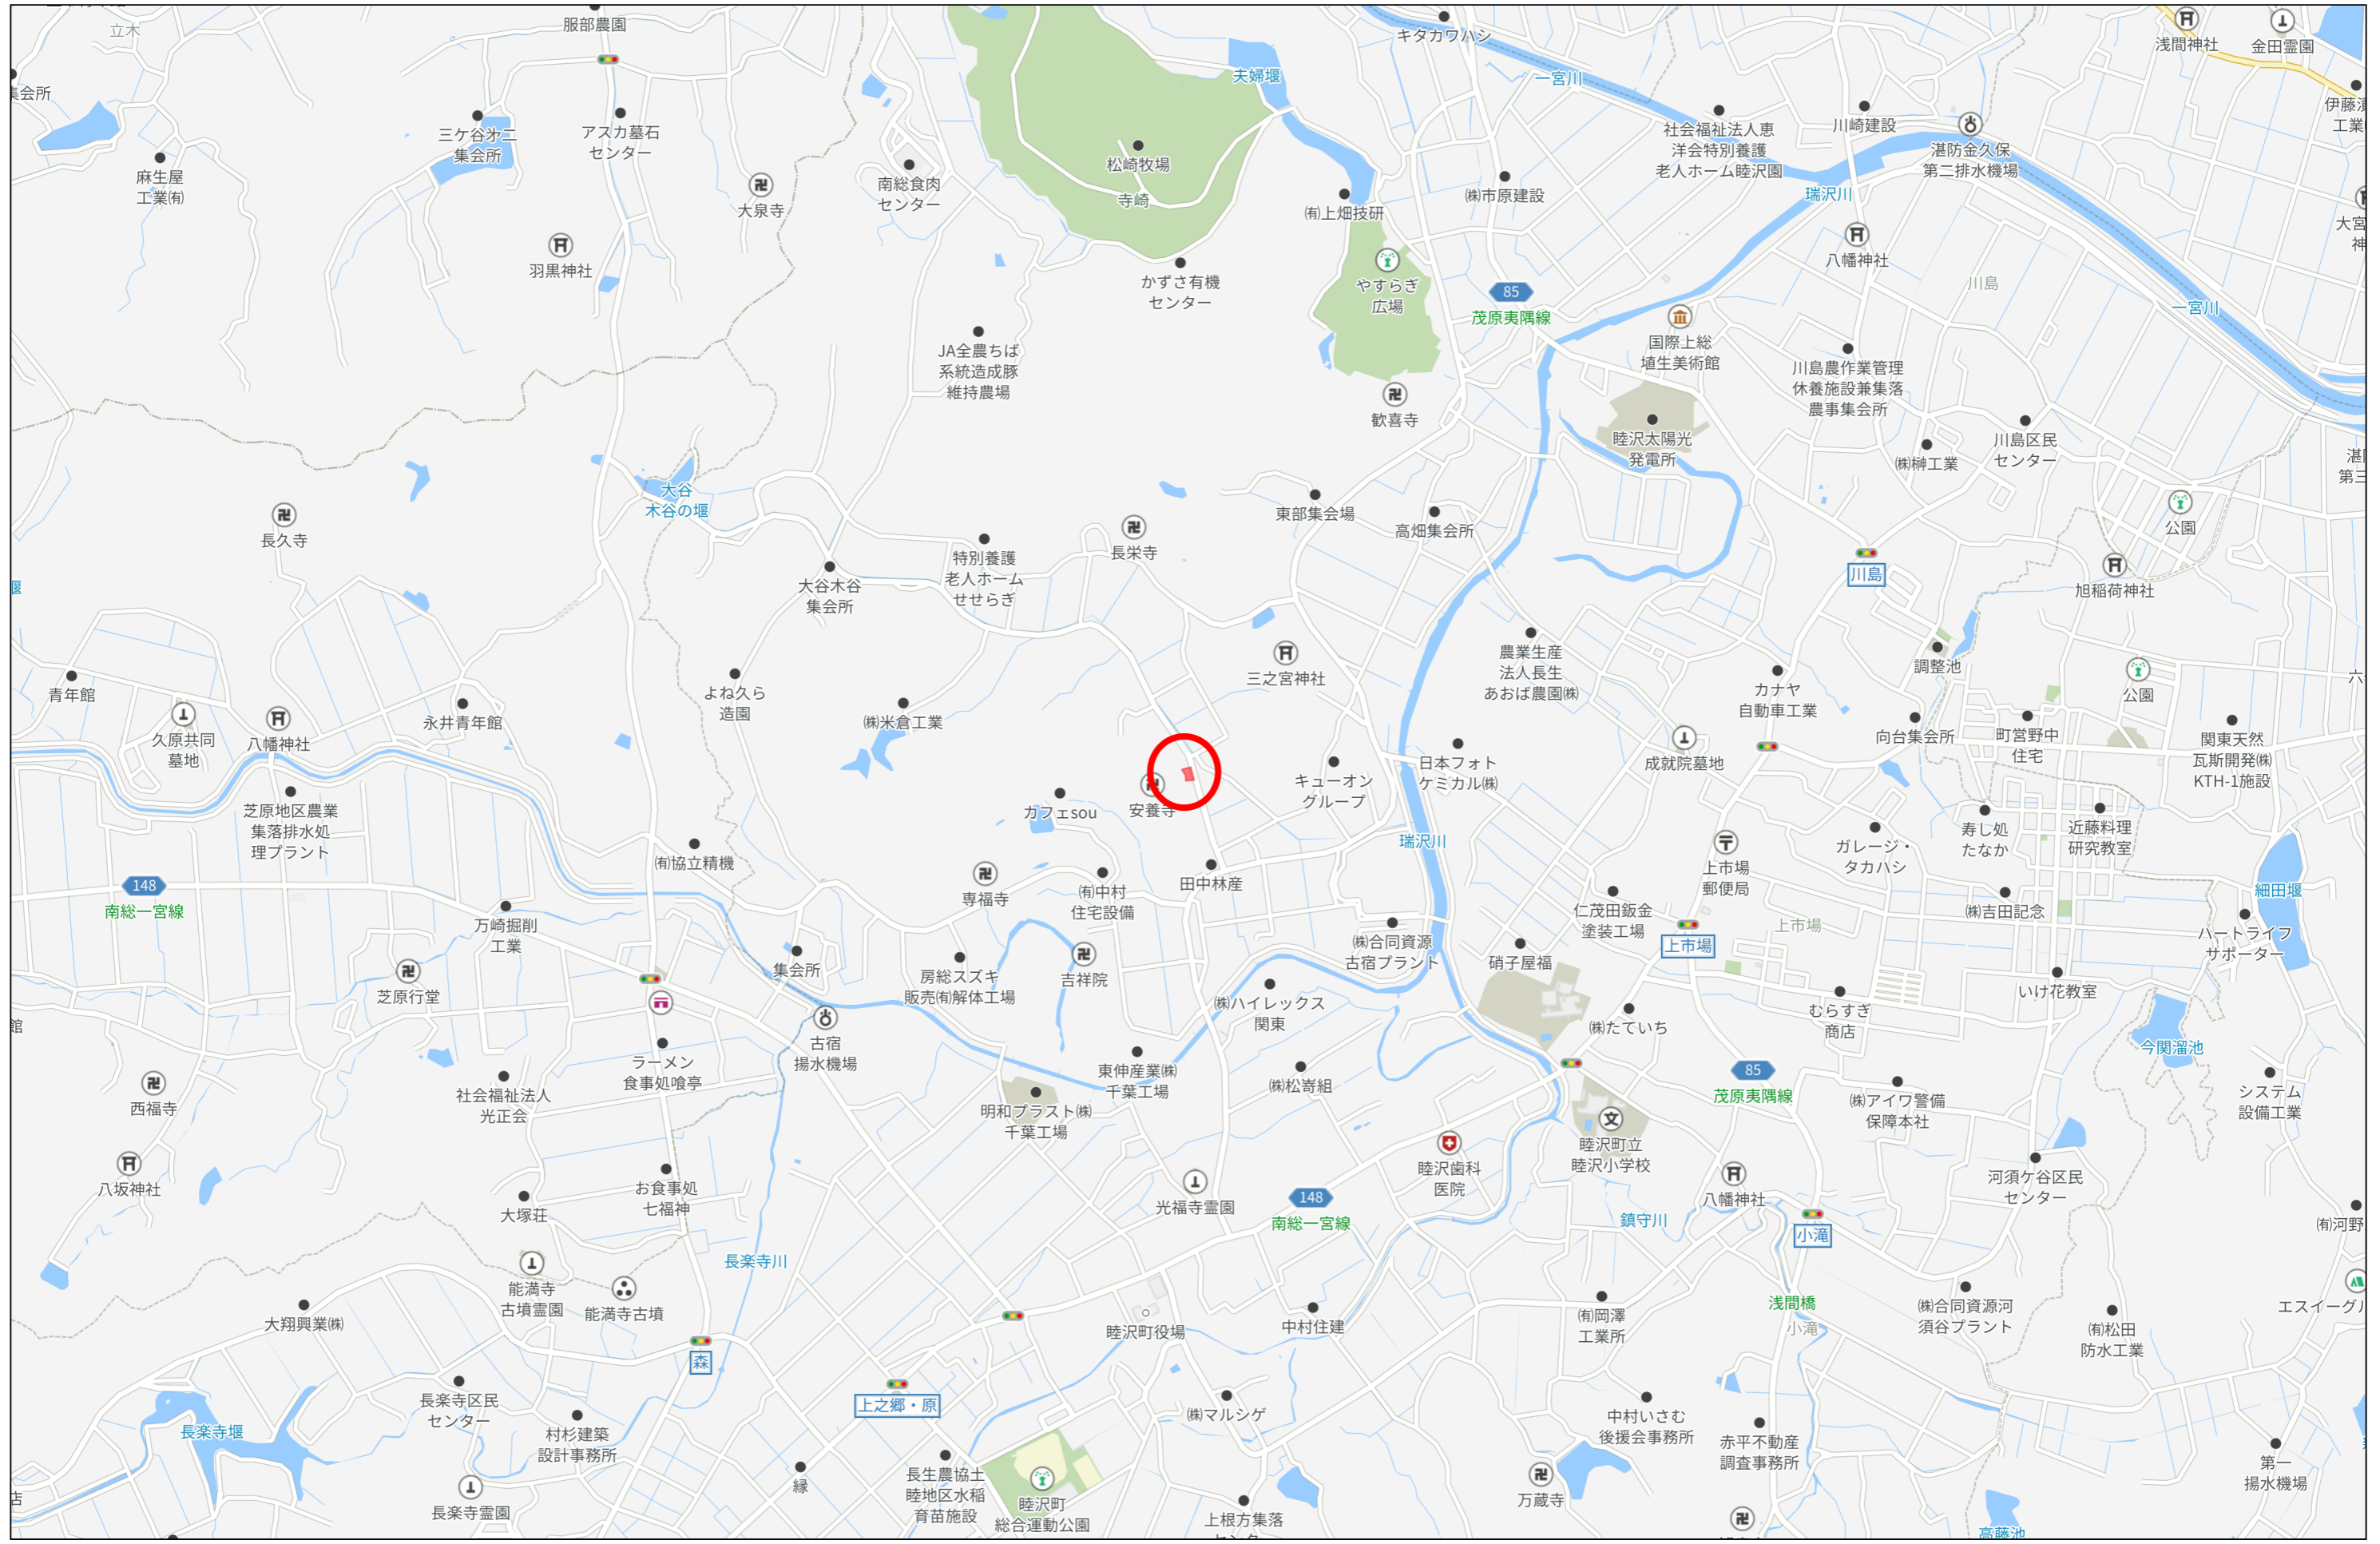 立木
服部農園
キタカワハシ
浅間神社
金田霊園
集会所
夫婦堰
一宮川
三ケ谷才二
集会所
アスカ墓石
センター
松崎牧場
寺崎
社会福祉法人恵
洋会特別養護
老人ホーム睦沢園
川崎建設
湛防金久保
第二排水機場
工業
麻生屋
工業㈲
大泉寺
南総食肉
センター
㈲上畑技研
㈱市原建設
瑞沢川
羽黒神社
かずさ有機
センター
やすらぎ
広場
85
茂原夷隅線
八幡神社
川島
一宮川
国際上総
埴生美術館
JA全農ちば
系統造成豚
維持農場
歓喜寺
川島農作業管理
休養施設兼集落
農事集会所
睦沢太陽光
発電所
㈱榊工業
川島区民
センター
大谷
木谷の堰
長久寺
東部集会場
高畑集会所
公園
長栄寺
特別養護
老人ホーム
せせらぎ
大谷木谷
集会所
川島
旭稲荷神社
堰
青年館
久原共同
墓地
八幡神社
永井青年館
よね久ら
造園
㈱米倉工業
三之宮神社
農業生産
法人長生
あおば農園㈱
カナヤ
自動車工業
調整池
公園
向台集会所
町営野中
住宅
関東天然
瓦斯開発㈱
KTH-1施設
成就院墓地
日本フォト
ケミカル㈱
キューオン
グループ
安養寺
カフェsou
芝原地区農業
集落排水処
理プラント
㈲協立精機
瑞沢川
上市場
郵便局
ガレージ・
タカハシ
寿し処
たなか
近藤料理
研究教室
148
南総一宮線
専福寺
㈲中村
住宅設備
田中林産
仁茂田鈑金
塗装工場
㈱吉田記念
細田堰
万崎掘削
工業
上市場
上市場
ハートライフ
サポーター
芝原行堂
集会所
房総スズキ
販売㈲解体工場
吉祥院
㈱合同資源
古宿プラント
硝子屋福
いけ花教室
㈱ハイレックス
関東
むらすぎ
商店
館
古宿
揚水機場
㈱たていち
今関溜池
ラーメン
食事処喰亭
東伸産業㈱
千葉工場
㈱松嵜組
85
茂原夷隅線
西福寺
社会福祉法人
光正会
明和プラスト㈱
千葉工場
㈱アイワ警備
保障本社
システム
設備工業
睦沢町立
睦沢小学校
八坂神社
お食事処
七福神
睦沢歯科
医院
河須ケ谷区民
センター
大塚荘
光福寺霊園
148
南総一宮線
八幡神社
鎮守川
小滝
㈲河野
長楽寺川
能満寺
古墳霊園
能満寺古墳
浅間橋
小滝
㈱合同資源河
須谷プラント
大翔興業㈱
睦沢町役場
中村住建
㈲岡澤
工業所
㈲松田
防水工業
森
上之郷・原
長楽寺区民
センター
㈱マルシゲ
中村いさむ
後援会事務所
長楽寺堰
村杉建築
設計事務所
赤平不動産
調査事務所
第一
揚水機場
縁
長生農協土
睦地区水稲
育苗施設
長楽寺霊園
睦沢町
総合運動公園
上根方集落
万蔵寺
高藤池
店